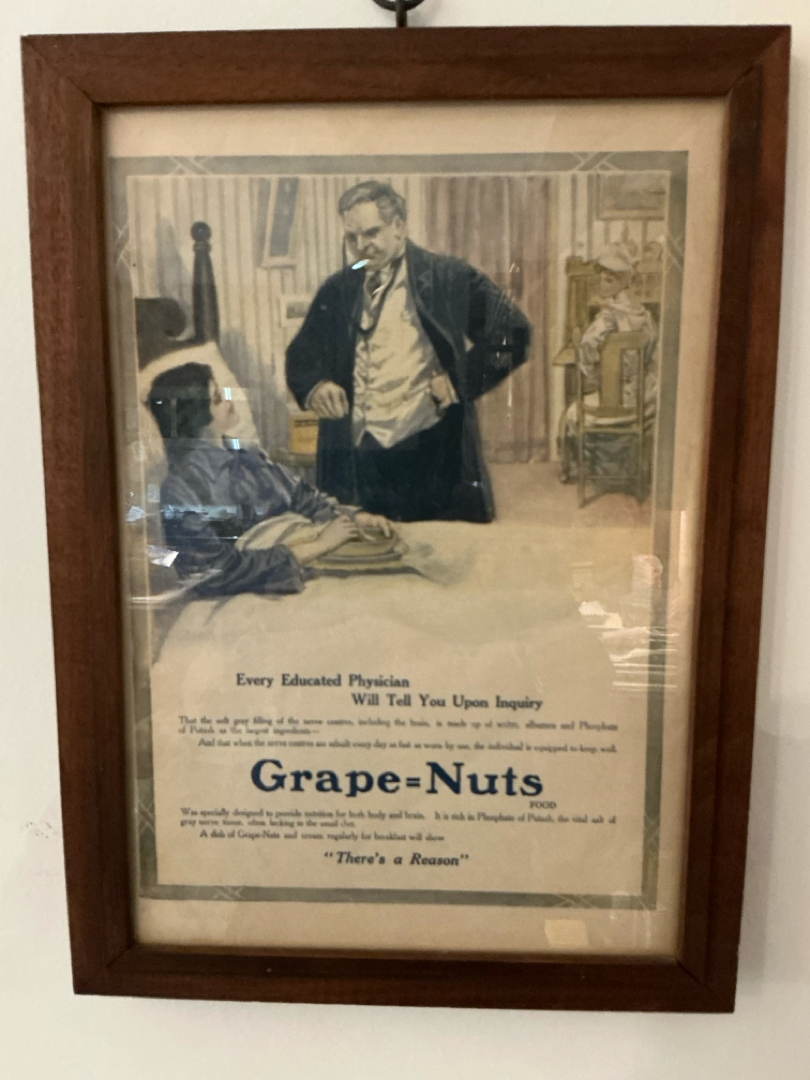 Every Educated Physician
Will Tell You Upon Inquiry
That the soft gray filling of the nerve centres, including the brain, is made up of water, albumen and Phosphate
of Potash as the largest ingredients—
And that when the nerve centres are rebuilt every day as fast as worn by use, the individual is equipped to keep well.
Grape=Nuts
FOOD
Was specially designed to provide nutrition for both body and brain. It is rich in Phosphate of Potash, the vital salt of
gray nerve tissue, often lacking in the usual diet.
A dish of Grape-Nuts and cream regularly for breakfast will show
"There's a Reason"